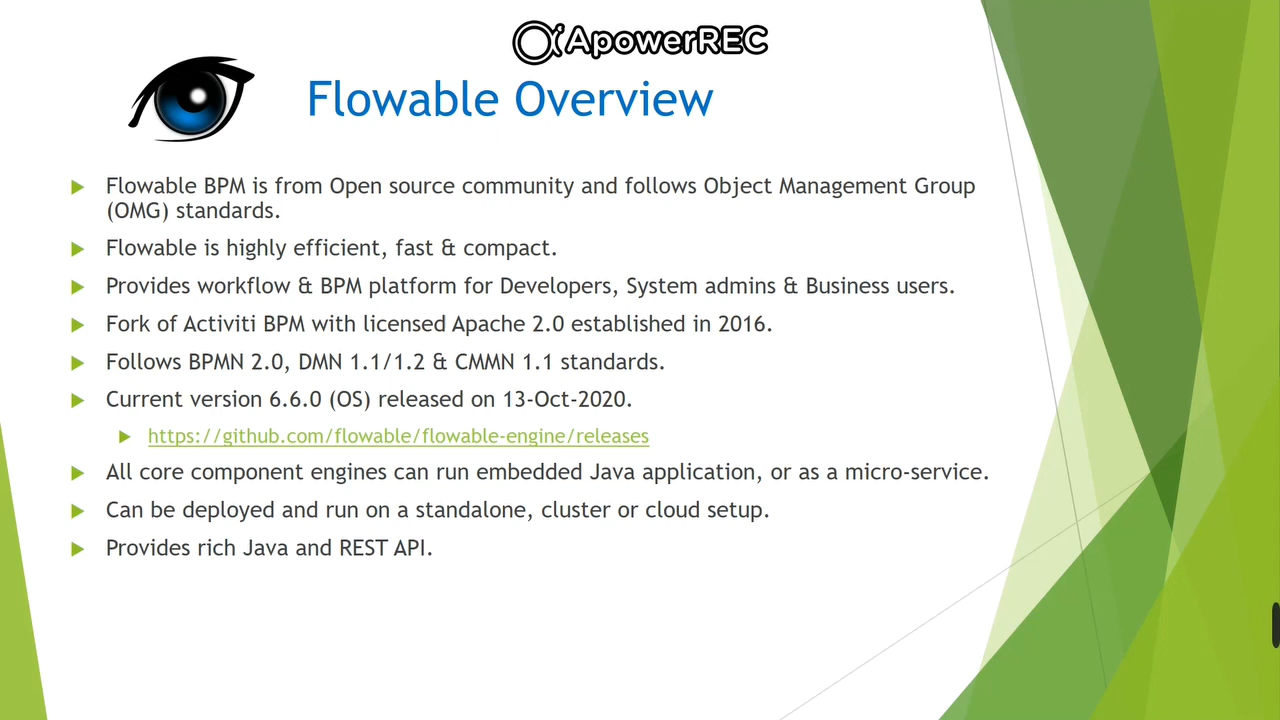 ApowerREC
Flowable Overview
Flowable BPM is from Open source community and follows Object Management Group
(OMG) standards.
Flowable is highly efficient, fast & compact.
Provides workflow & BPM platform for Developers, System admins & Business users.
Fork of Activiti BPM with licensed Apache 2.0 established in 2016.
Follows BPMN 2.0, DMN 1.1/1.2 & CMMN 1.1 standards.
Current version 6.6.0 (OS) released on 13-Oct-2020.
https://github.com/flowable/flowable-engine/releases
All core component engines can run embedded Java application, or as a micro-service.
Can be deployed and run on a standalone, cluster or cloud setup.
Provides rich Java and REST API.